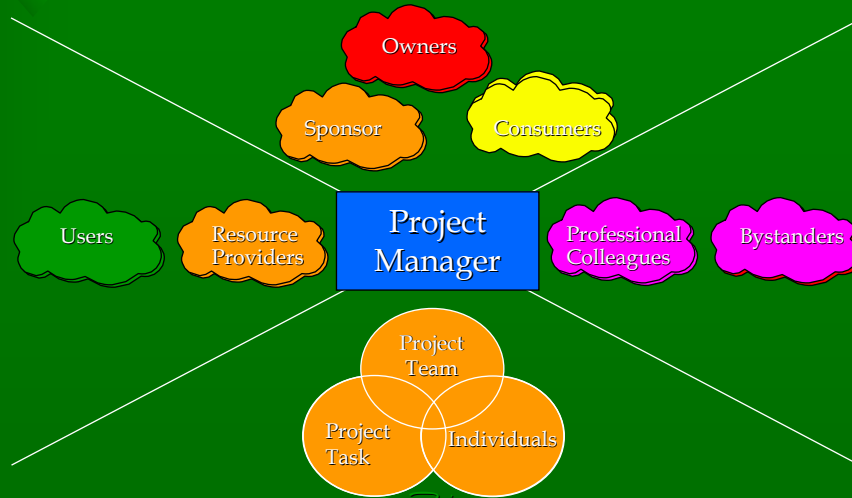 Owners
Sponsor
Consumers
Users
Resource
Providers
Project
Manager
Professional
Colleagues
Bystanders
Project
Team
Project
Task
Individuals